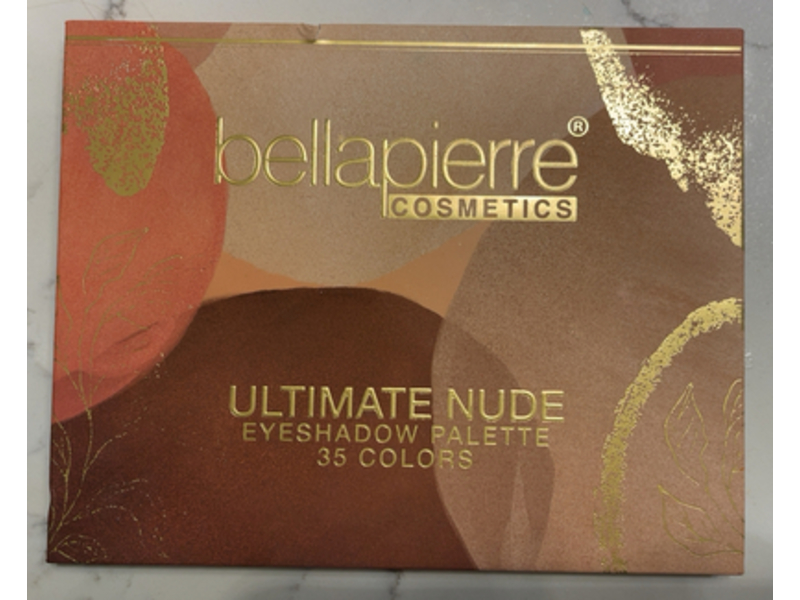 bellapierre®
COSMETICS
ULTIMATE NUDE
EYESHADOW PALETTE
35 COLORS